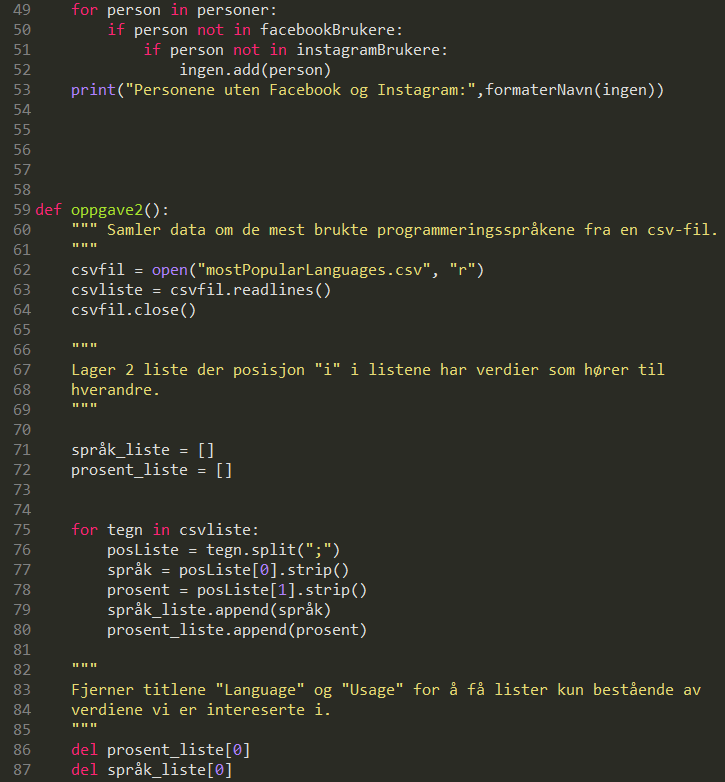 49     for person in personer:
50         if person not in facebookBrukere:
51             if person not in instagramBrukere:
52                 ingen.add(person)
53     print("Personene uten Facebook og Instagram:",formaterNavn(ingen))
54
55
56
57
58
59 def oppgave2():
60     """ Samler data om de mest brukte programmeringsspråkene fra en csv-fil.
61     """
62     csvfil = open("mostPopularLanguages.csv", "r")
63     csvliste = csvfil.readlines()
64     csvfil.close()
65
66     """
67     Lager 2 liste der posisjon "i" i listene har verdier som hører til
68     hverandre.
69     """
70
71     språk_liste = []
72     prosent_liste = []
73
74
75     for tegn in csvliste:
76         posListe = tegn.split(";")
77         språk = posListe[0].strip()
78         prosent = posListe[1].strip()
79         språk_liste.append(språk)
80         prosent_liste.append(prosent)
81
82     """
83     Fjerner titlene "Language" og "Usage" for å få lister kun bestående av
84     verdiene vi er intereserte i.
85     """
86     del prosent_liste[0]
87     del språk_liste[0]